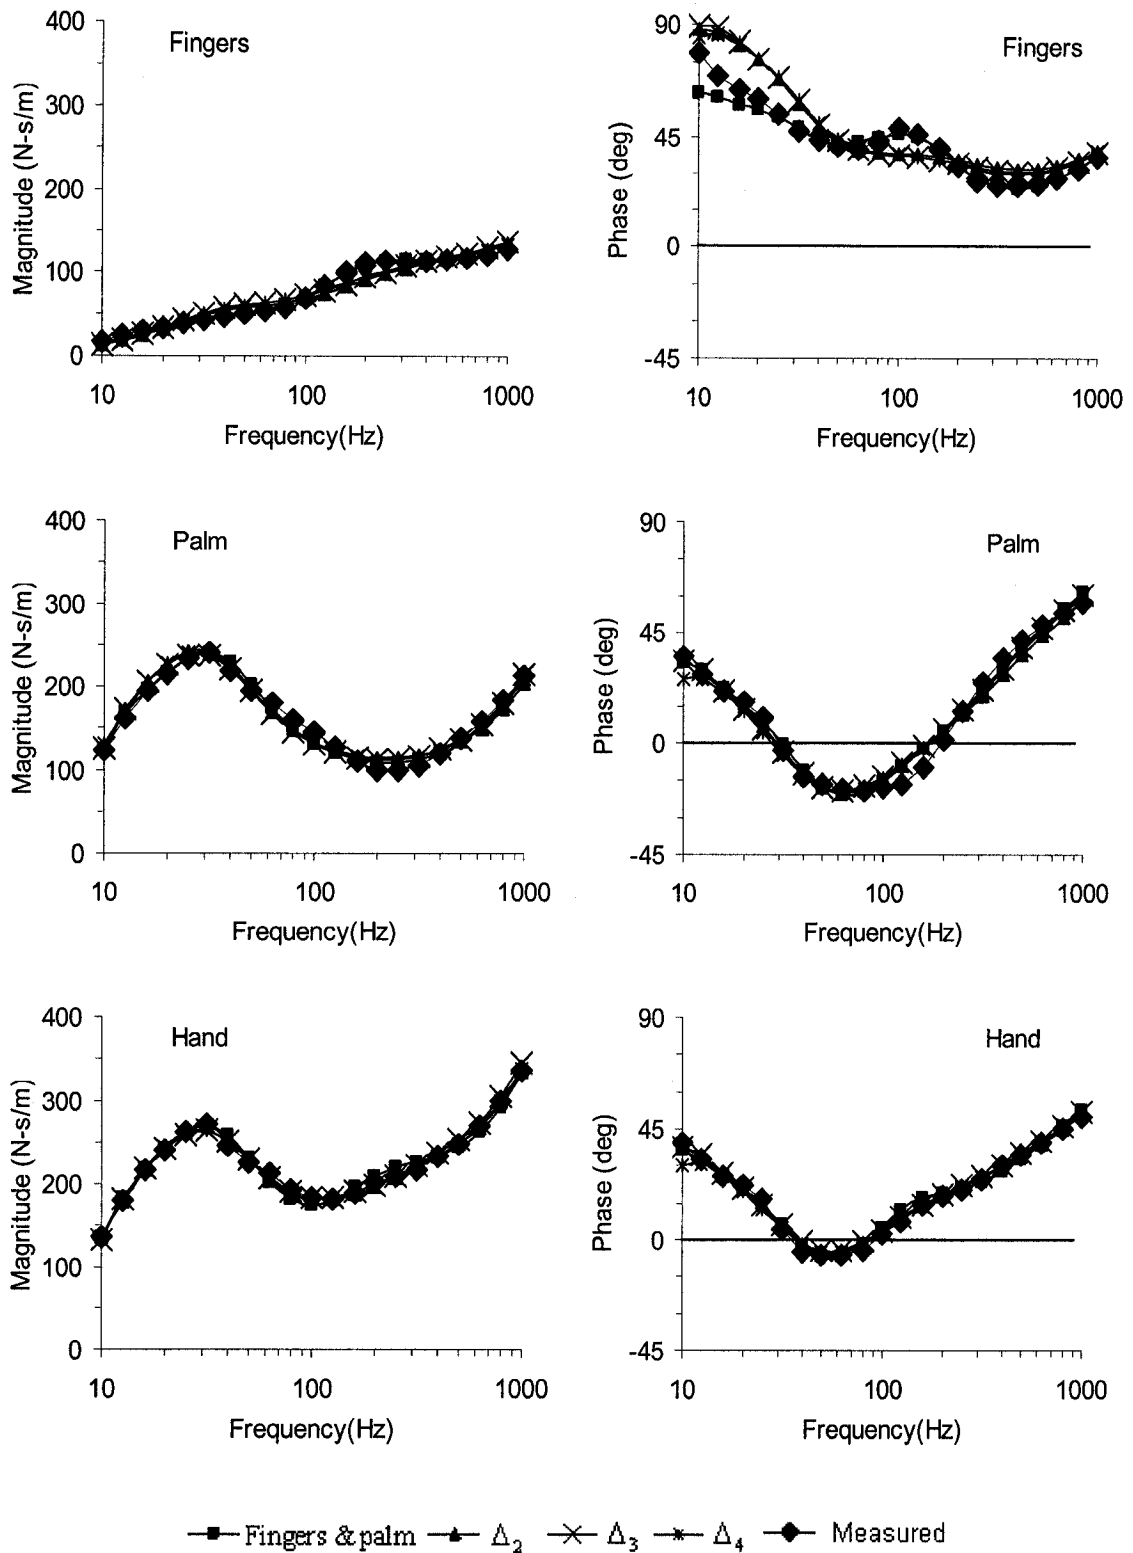 Fingers
Magnitude (N-s/m)
400
300
200
100
0
10 100 1000
Frequency(Hz)
Fingers
Phase (deg)
90
45
0
-45
10 100 1000
Frequency(Hz)
Palm
Magnitude (N-s/m)
400
300
200
100
0
10 100 1000
Frequency(Hz)
Palm
Phase (deg)
90
45
0
-45
10 100 1000
Frequency(Hz)
Hand
Magnitude (N-s/m)
400
300
200
100
0
10 100 1000
Frequency(Hz)
Hand
Phase (deg)
90
45
0
-45
10 100 1000
Frequency(Hz)
Fingers & palm Δ2 Δ3 Δ4 Measured